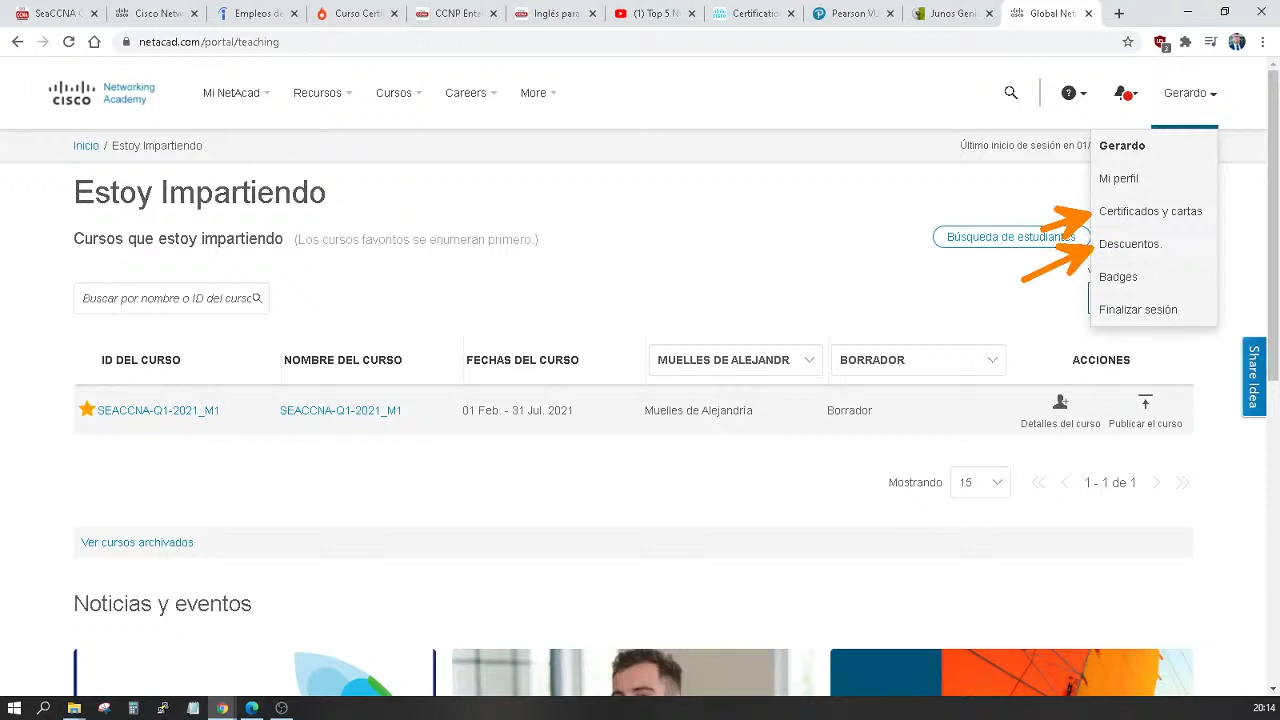 SeaCCNA C
Cisco Netw
Empleos de
Curso Certi
CCNP Ent
Inglés para
(1) Top 5 N
Certificatio
Pearson VU
Junos Gen
Global Net
netacad.com/portal/teaching
2
cisco Networking Academy
Mi NetAcad Recursos Cursos Careers More Gerardo
Inicio / Estoy Impartiendo
Último inicio de sesión en 01/
Gerardo
Mi perfil
Certificados y cartas
Descuentos.
Badges
Finalizar sesión
Estoy Impartiendo
Cursos que estoy impartiendo (Los cursos favoritos se enumeran primero.)
Búsqueda de estudiantes
Buscar por nombre o ID del curso
ID DEL CURSO NOMBRE DEL CURSO FECHAS DEL CURSO MUELLES DE ALEJANDR BORRADOR ACCIONES
SEACCNA-Q1-2021_M1 SEACCNA-Q1-2021_M1 01 Feb. - 31 Jul. 2021 Muelles de Alejandría Borrador
Detalles del curso Publicar el curso
Mostrando 15 1 - 1 de 1
Share Idea
Ver cursos archivados
Noticias y eventos
20:14